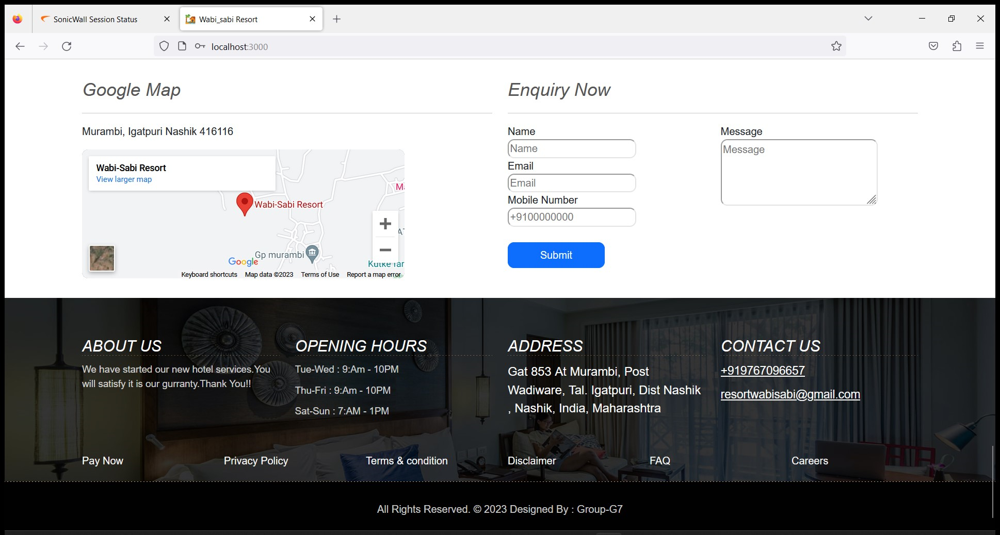 SonicWall Session Status
Wabi_sabi Resort
localhost:3000
Google Map
Murambi, Igatpuri Nashik 416116
Wabi-Sabi Resort
View larger map
Ma
Wabi-Sabi Resort
AT
Gp murambi
Google
Kutke far
Keyboard shortcuts Map data ©2023 Terms of Use Report a map error
Enquiry Now
Name
Name
Email
Email
Mobile Number
+9100000000
Message
Message
Submit
ABOUT US
We have started our new hotel services.You
will satisfy it is our gurranty.Thank You!!
OPENING HOURS
Tue-Wed : 9:Am - 10PM
Thu-Fri : 9:Am - 10PM
Sat-Sun : 7:AM - 1PM
ADDRESS
Gat 853 At Murambi, Post
Wadiware, Tal. Igatpuri, Dist Nashik
, Nashik, India, Maharashtra
CONTACT US
+919767096657
resortwabisabi@gmail.com
Pay Now Privacy Policy Terms & condition Disclaimer FAQ Careers
All Rights Reserved. © 2023 Designed By : Group-G7